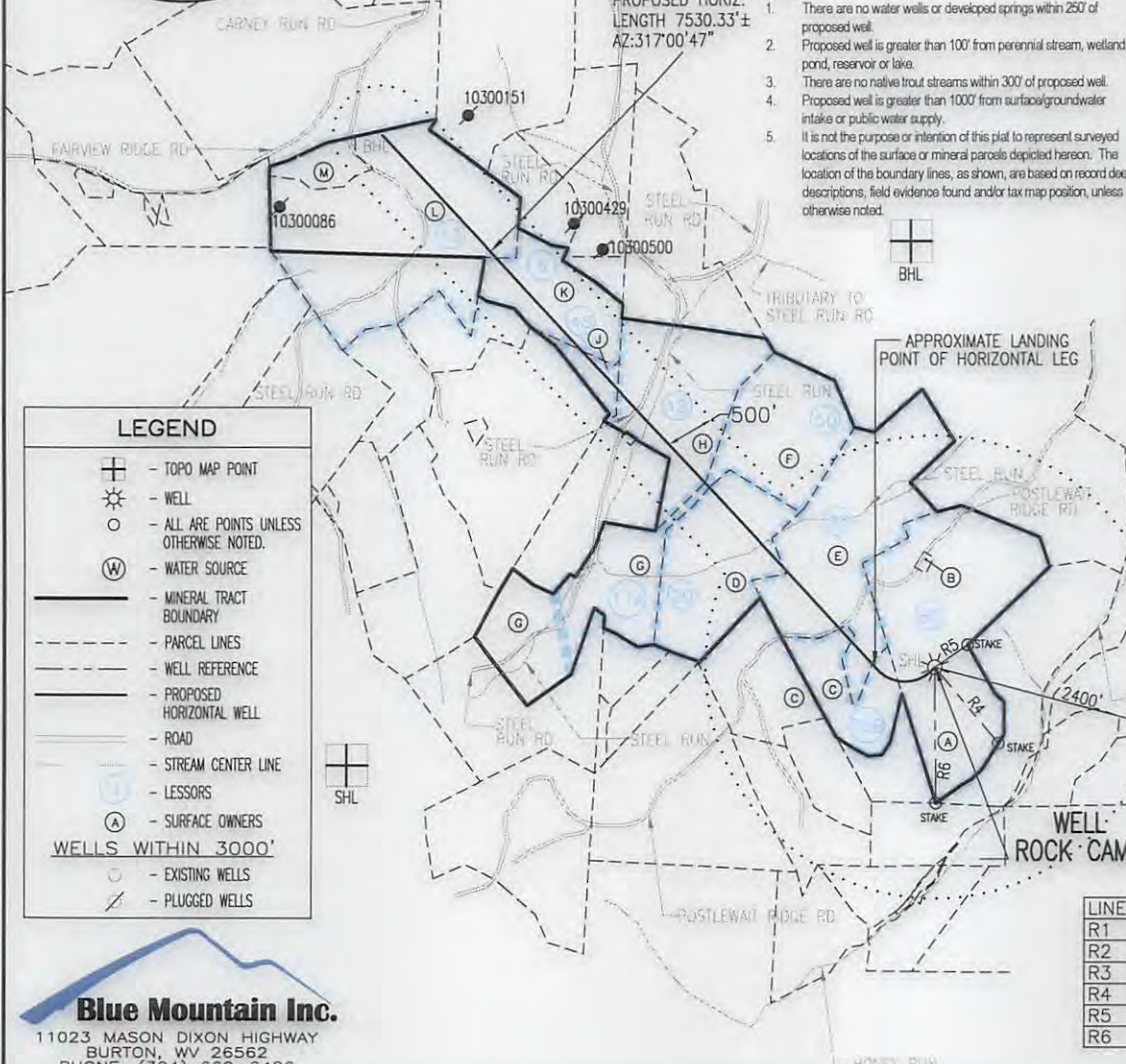 CARNEY RUN RD
PROPOSED HORIZ.
LENGTH 7530.33'±
AZ:317°00'47"
1. There are no water wells or developed springs within 250' of
proposed well.
2. Proposed well is greater than 100' from perennial stream, wetland
pond, reservoir or lake.
3. There are no native trout streams within 300' of proposed well.
4. Proposed well is greater than 1000' from surface/groundwater
intake or public water supply.
5. It is not the purpose or intention of this plat to represent surveyed
locations of the surface or mineral parcels depicted hereon. The
location of the boundary lines, as shown, are based on record dee
descriptions, field evidence found and/or tax map position, unless
otherwise noted.
10300151
FAIRVIEW RIDGE RD
BHL
M
STEEL
RUN RD
L
10300086
10300429
STEEL
RUN RD
10300500
BHL
K
TRIBUTARY TO
STEEL RUN RD
J
APPROXIMATE LANDING
POINT OF HORIZONTAL LEG
STEEL RUN RD
STEEL RUN
13
500'
H
F
STEEL
RUN RD
STEEL RUN
POSTLEWAIT
RIDGE RD
E
B
G
D
G
R5
STAKE
SHL
2400'
R4
C
C
A
STAKE
R6
STAKE
STEEL
RUN RD
STEEL RUN
SHL
WELL
ROCK CAM
POSTLEWAIT RIDGE RD
LEGEND
- TOPO MAP POINT
- WELL
- ALL ARE POINTS UNLESS
OTHERWISE NOTED.
W - WATER SOURCE
- MINERAL TRACT
BOUNDARY
- PARCEL LINES
- WELL REFERENCE
- PROPOSED
HORIZONTAL WELL
- ROAD
- STREAM CENTER LINE
1 - LESSORS
A - SURFACE OWNERS
WELLS WITHIN 3000'
- EXISTING WELLS
- PLUGGED WELLS
LINE
R1
R2
R3
R4
R5
R6
Blue Mountain Inc.
11023 MASON DIXON HIGHWAY
BURTON, WV 26562